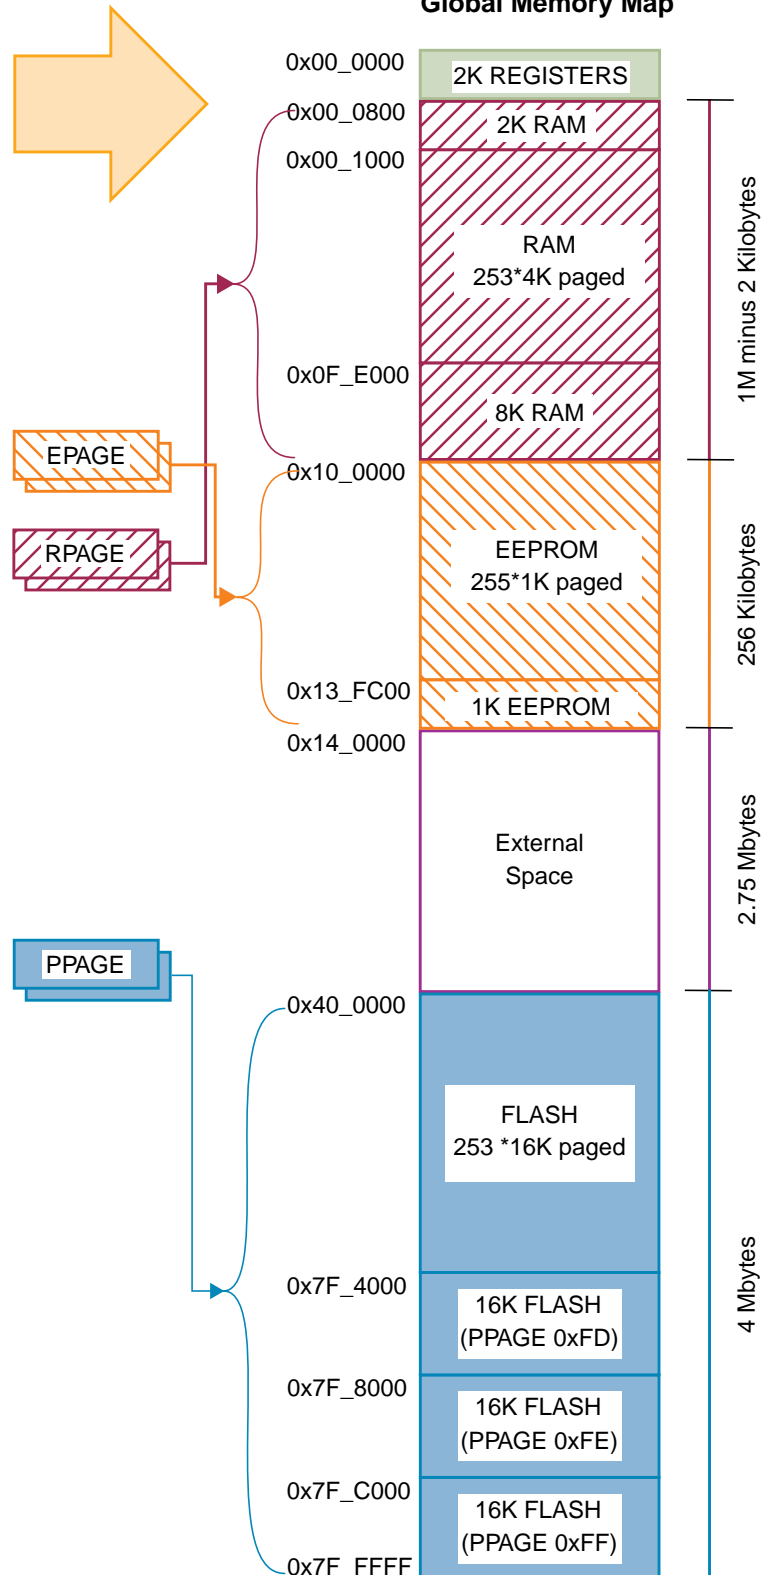 Global Memory Map
0x00_0000
2K REGISTERS
0x00_0800
2K RAM
0x00_1000
RAM
253*4K paged
1M minus 2 Kilobytes
0x0F_E000
8K RAM
EPAGE
0x10_0000
RPAGE
EEPROM
255*1K paged
256 Kilobytes
0x13_FC00
1K EEPROM
0x14_0000
External
Space
2.75 Mbytes
PPAGE
0x40_0000
FLASH
253 *16K paged
4 Mbytes
0x7F_4000
16K FLASH
(PPAGE 0xFD)
0x7F_8000
16K FLASH
(PPAGE 0xFE)
0x7F_C000
16K FLASH
(PPAGE 0xFF)
0x7F_FFFF